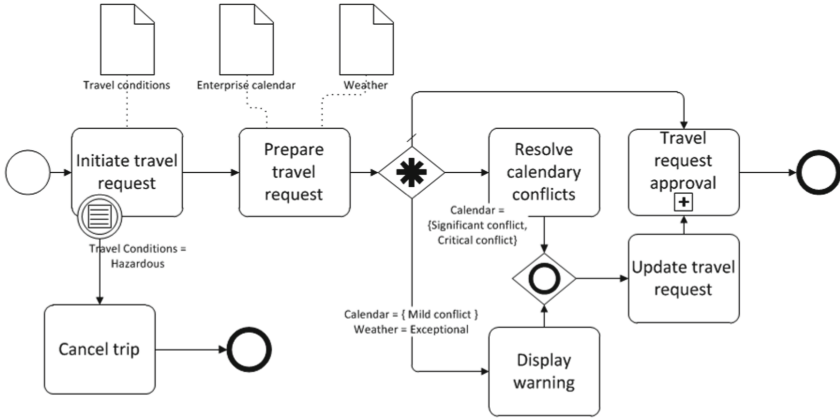 Travel conditions
Enterprise calendar
Weather
Initiate travel
request
Prepare
travel
request
Resolve
calendary
conflicts
Travel
request
approval
Calendar =
{Significant conflict,
Critical conflict}
Travel Conditions =
Hazardous
Update travel
request
Calendar = { Mild conflict }
Weather = Exceptional
Cancel trip
Display
warning